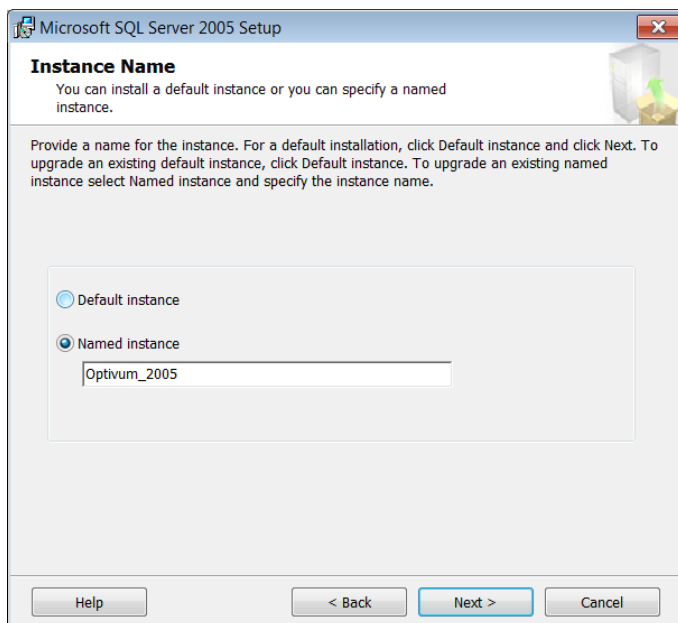 Microsoft SQL Server 2005 Setup
Instance Name
You can install a default instance or you can specify a named
instance.
Provide a name for the instance. For a default installation, click Default instance and click Next. To
upgrade an existing default instance, click Default instance. To upgrade an existing named
instance select Named instance and specify the instance name.
Default instance
Named instance
Optivum_2005
Help
< Back
Next >
Cancel